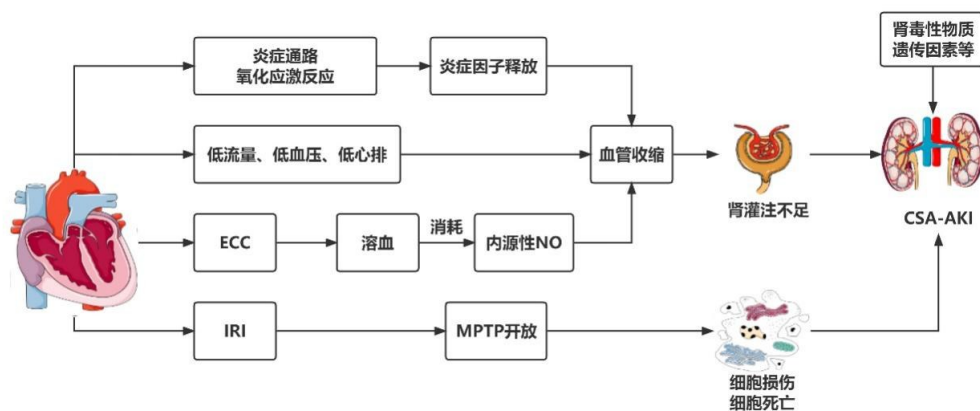 炎症通路
氧化应激反应
炎症因子释放
肾毒性物质
遗传因素等
低流量、低血压、低心排
血管收缩
肾灌注不足
CSA-AKI
ECC
溶血
消耗
内源性NO
IRI
MPTP开放
细胞损伤
细胞死亡